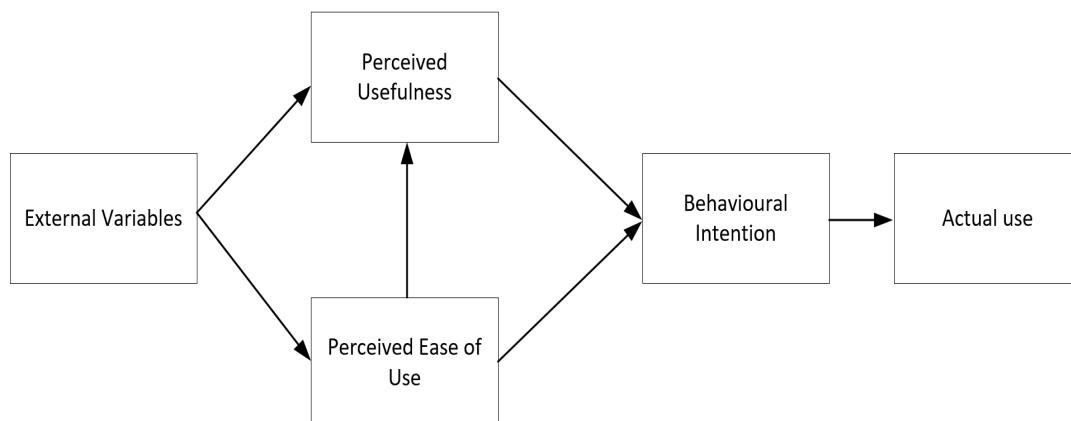 Perceived
Usefulness
External Variables
Behavioural
Intention
Actual use
Perceived Ease of
Use